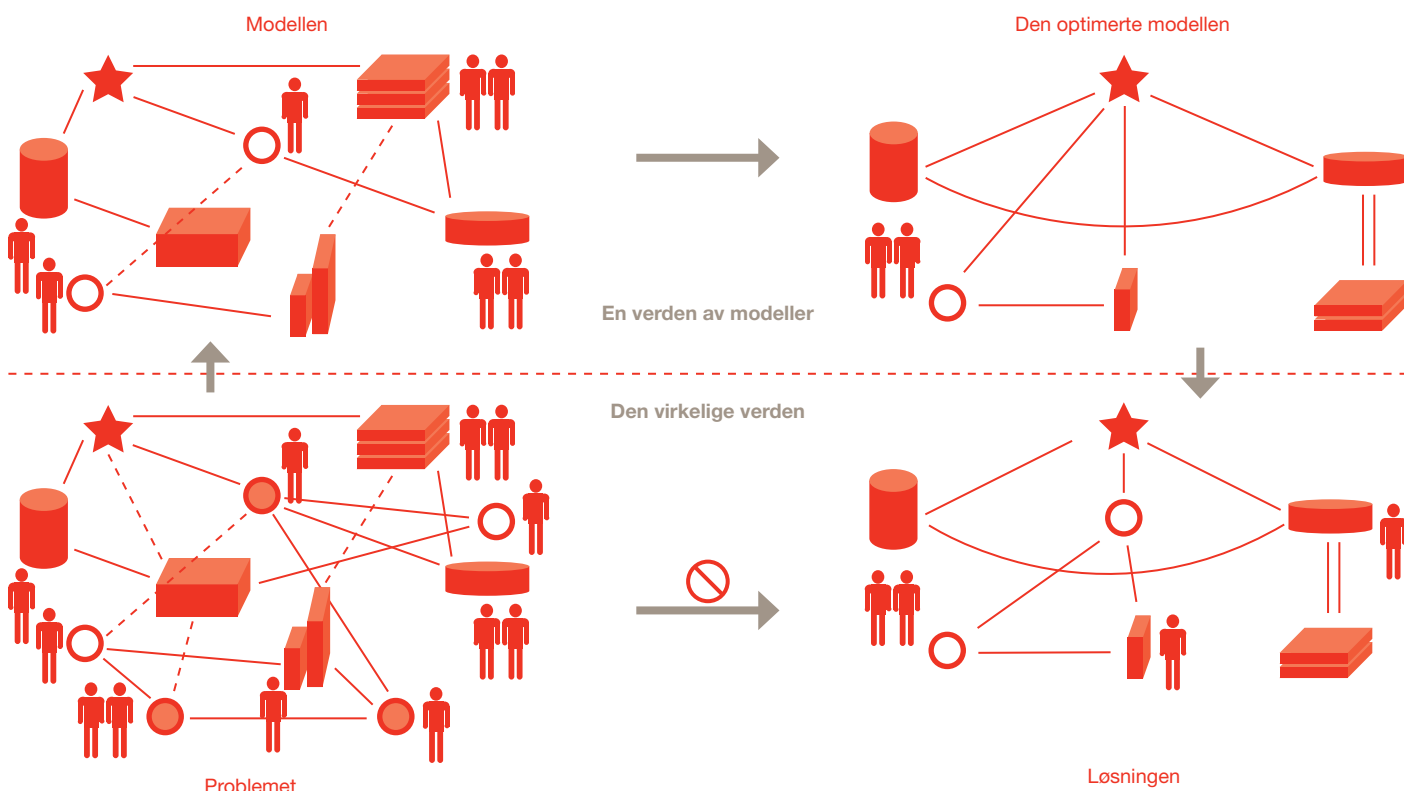 Modellen
Den optimerte modellen
En verden av modeller
Den virkelige verden
Problemet
Løsningen